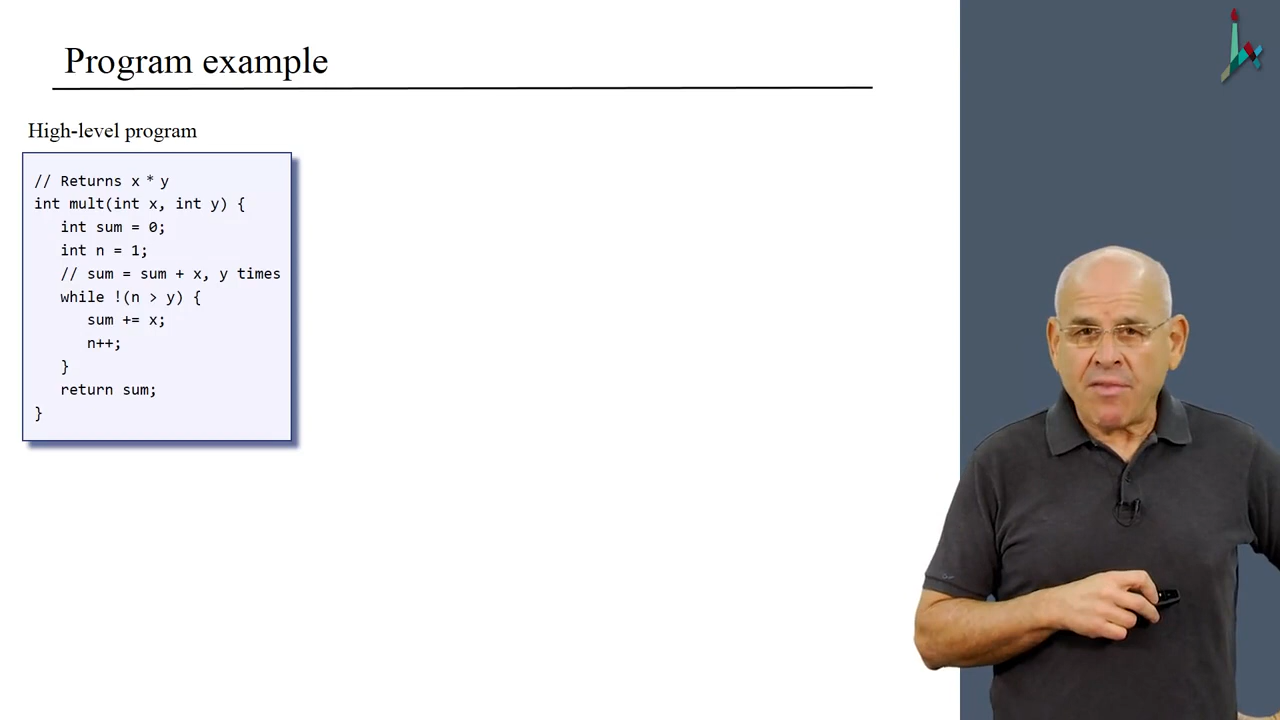 Program example
High-level program
// Returns x * y
int mult(int x, int y) {
int sum = 0;
int n = 1;
// sum = sum + x, y times
while !(n > y) {
sum += x;
n++;
}
return sum;
}